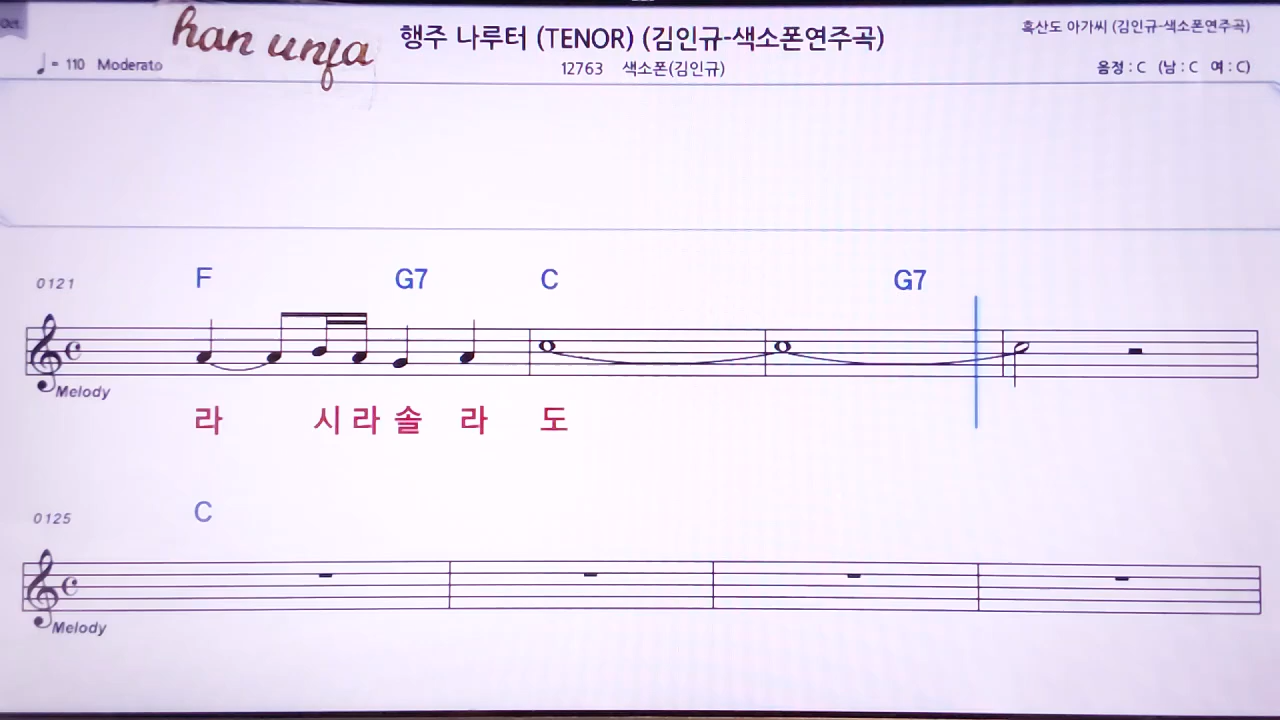 Oct.
han unfa
행주 나루터 (TENOR) (김인규-색소폰연주곡)
흑산도 아가씨 (김인규-색소폰연주곡)
♩= 110 Moderato
12763 색소폰(김인규)
음정 : C (남 : C 여 : C)
0121 F G7 C G7
Melody
라 시 라 솔 라 도
0125 C
Melody